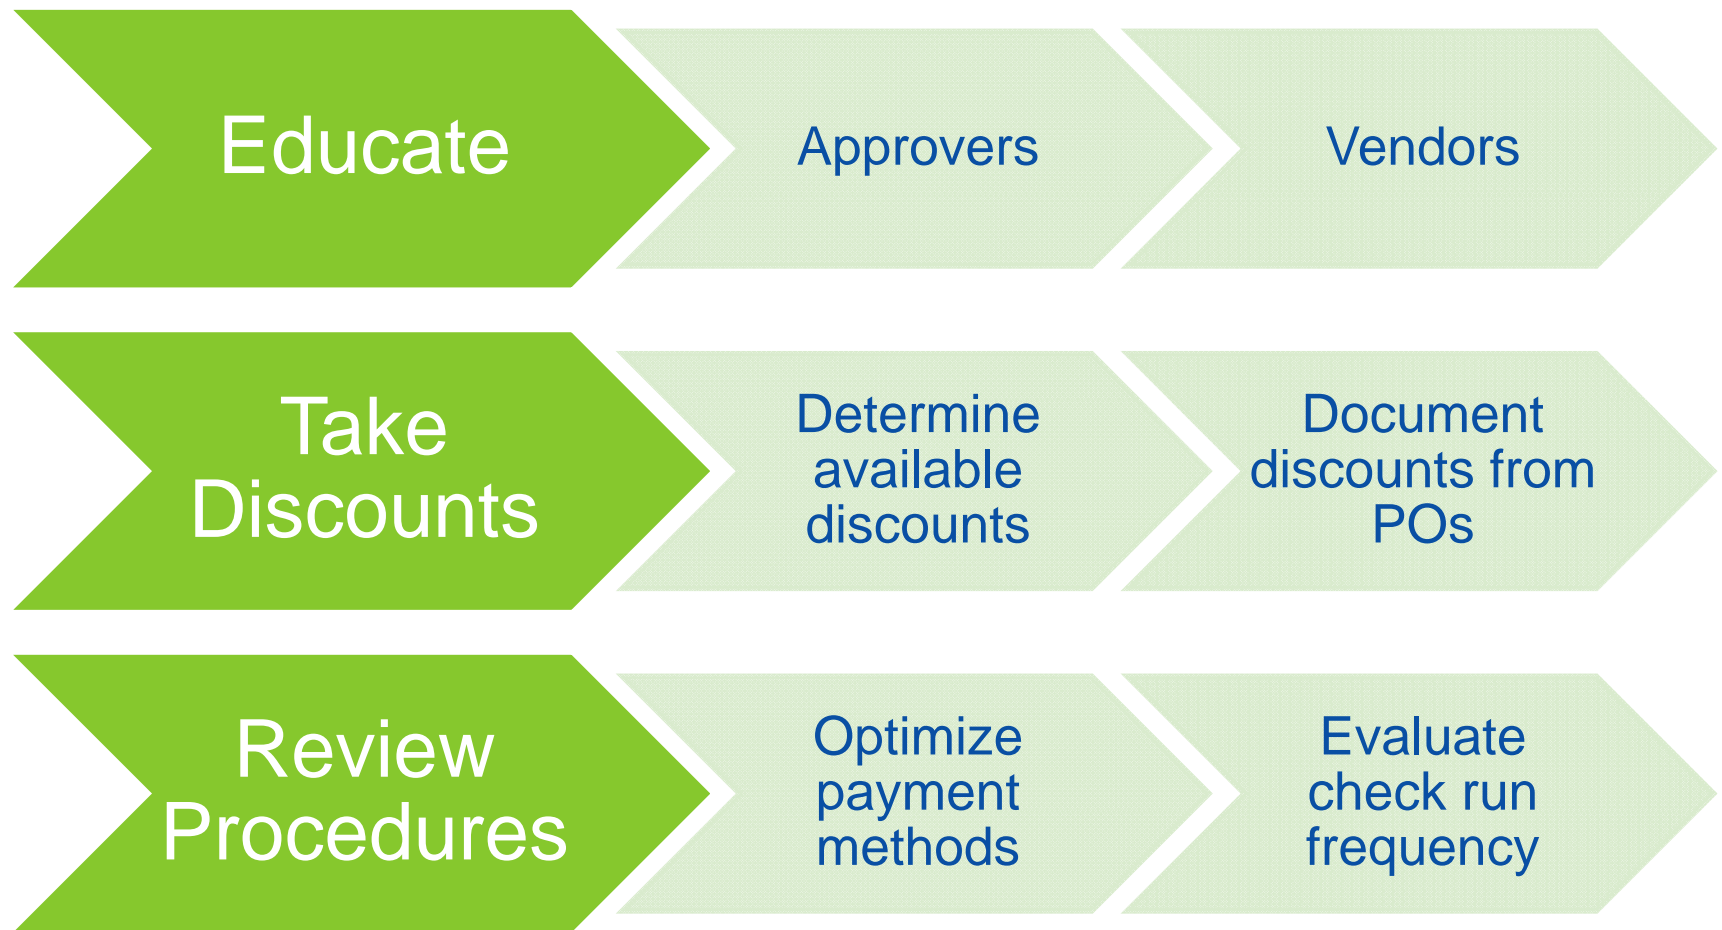 Educate
Approvers
Vendors
Take
Discounts
Determine
available
discounts
Document
discounts from
POs
Review
Procedures
Optimize
payment
methods
Evaluate
check run
frequency